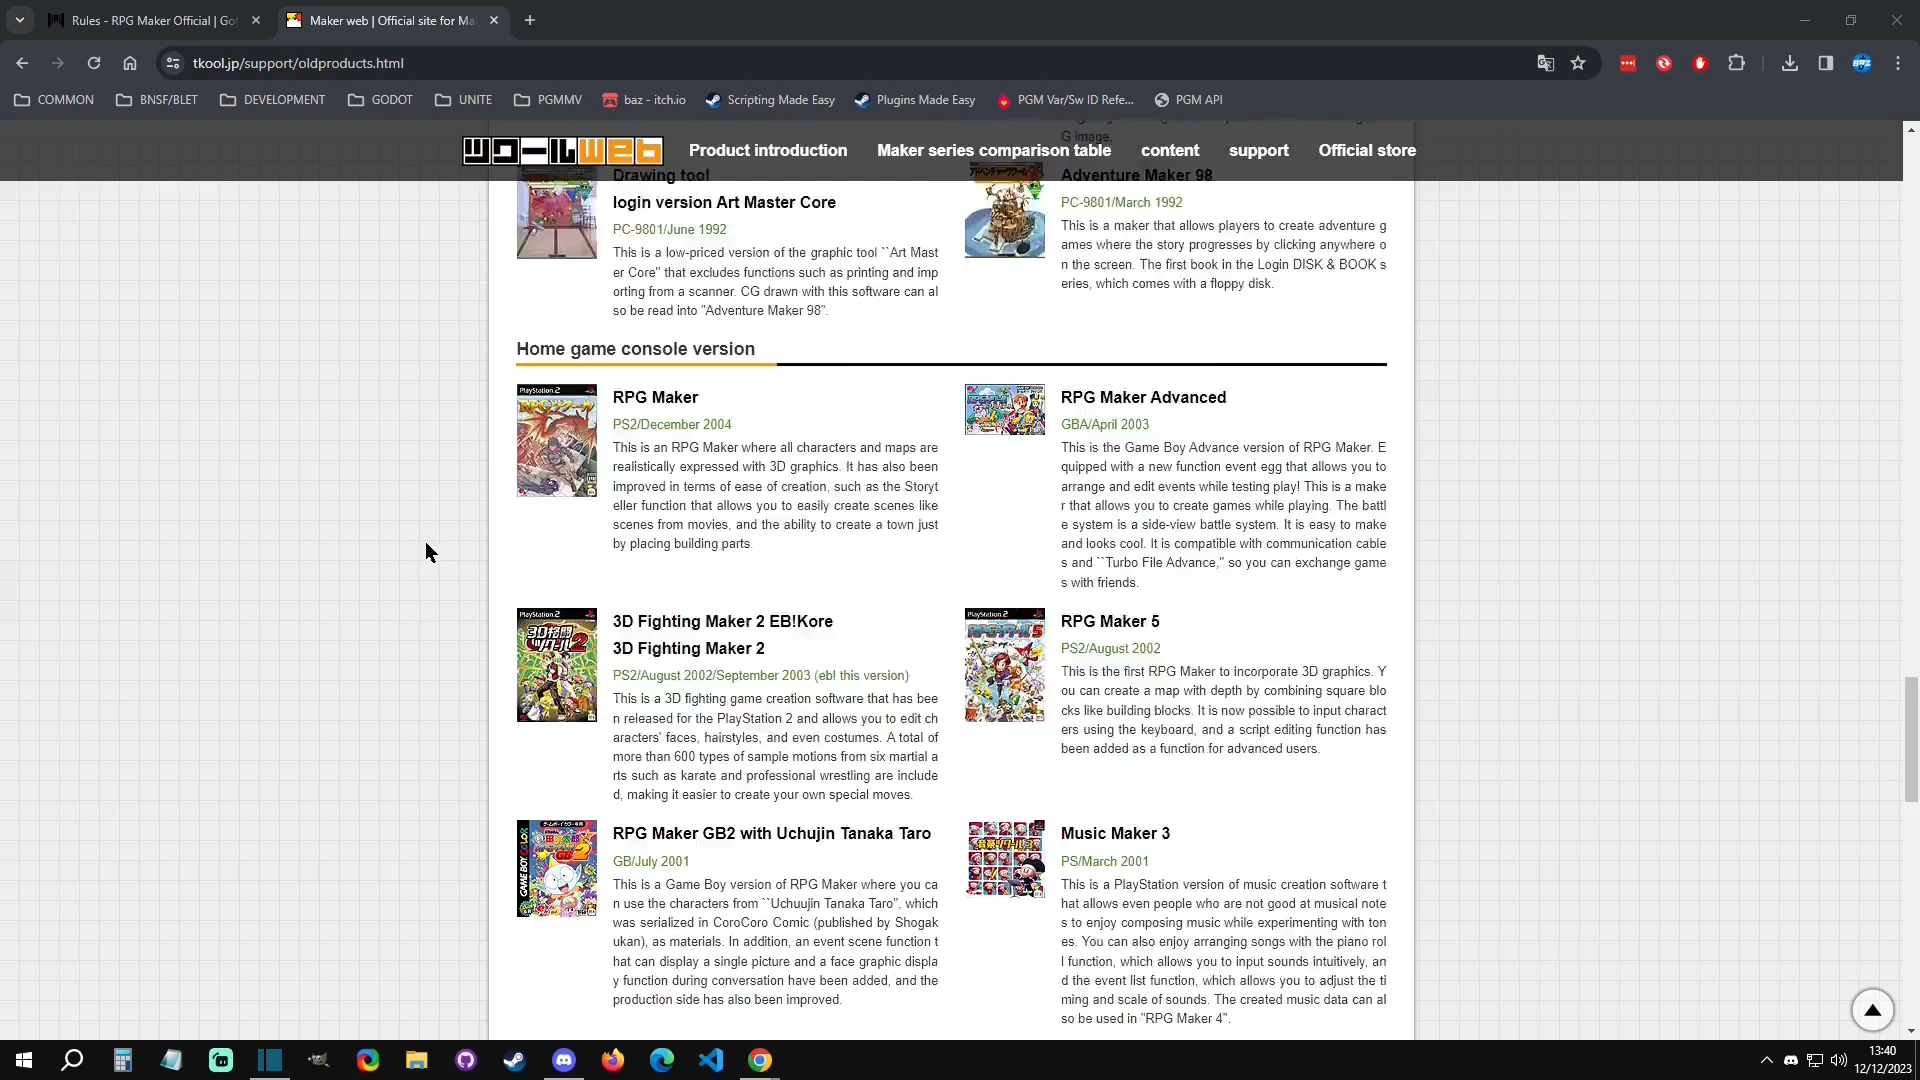 Rules - RPG Maker Official | Go
Maker web | Official site for Ma
tkool.jp/support/oldproducts.html
COMMON
BNSF/BLET
DEVELOPMENT
GODOT
UNITE
PGMMV
baz - itch.io
Scripting Made Easy
Plugins Made Easy
PGM Var/Sw ID Refe...
PGM API
G image.
ツクールweb
Product introduction
Maker series comparison table
content
support
Official store
Drawing tool
login version Art Master Core
PC-9801/June 1992
This is a low-priced version of the graphic tool ``Art Mast
er Core'' that excludes functions such as printing and imp
orting from a scanner. CG drawn with this software can al
so be read into "Adventure Maker 98".
Adventure Maker 98
PC-9801/March 1992
This is a maker that allows players to create adventure g
ames where the story progresses by clicking anywhere o
n the screen. The first book in the Login DISK & BOOK s
eries, which comes with a floppy disk.
Home game console version
PlayStation 2
RPG Maker
PS2/December 2004
This is an RPG Maker where all characters and maps are
realistically expressed with 3D graphics. It has also been
improved in terms of ease of creation, such as the Storyt
eller function that allows you to easily create scenes like
scenes from movies, and the ability to create a town just
by placing building parts.
RPG Maker Advanced
GBA/April 2003
This is the Game Boy Advance version of RPG Maker. E
quipped with a new function event egg that allows you to
arrange and edit events while testing play! This is a make
r that allows you to create games while playing. The battl
e system is a side-view battle system. It is easy to make
and looks cool. It is compatible with communication cable
s and ``Turbo File Advance,'' so you can exchange game
s with friends.
PlayStation 2
3D格闘
ツクール2
3D Fighting Maker 2 EB!Kore
3D Fighting Maker 2
PS2/August 2002/September 2003 (eb! this version)
This is a 3D fighting game creation software that has bee
n released for the PlayStation 2 and allows you to edit ch
aracters' faces, hairstyles, and even costumes. A total of
more than 600 types of sample motions from six martial a
rts such as karate and professional wrestling are include
d, making it easier to create your own special moves.
PlayStation 2
RPG Maker 5
PS2/August 2002
This is the first RPG Maker to incorporate 3D graphics. Y
ou can create a map with depth by combining square blo
cks like building blocks. It is now possible to input charact
ers using the keyboard, and a script editing function has
been added as a function for advanced users.
GAME BOY COLOR
RPG Maker GB2 with Uchujin Tanaka Taro
GB/July 2001
This is a Game Boy version of RPG Maker where you ca
n use the characters from ``Uchuujin Tanaka Taro'', which
was serialized in CoroCoro Comic (published by Shogak
ukan), as materials. In addition, an event scene function t
hat can display a single picture and a face graphic displa
y function during conversation have been added, and the
production side has also been improved.
Music Maker 3
PS/March 2001
This is a PlayStation version of music creation software t
hat allows even people who are not good at musical note
s to enjoy composing music while experimenting with ton
es. You can also enjoy arranging songs with the piano rol
l function, which allows you to input sounds intuitively, an
d the event list function, which allows you to adjust the ti
ming and scale of sounds. The created music data can al
so be used in "RPG Maker 4".
13:40
12/12/2023